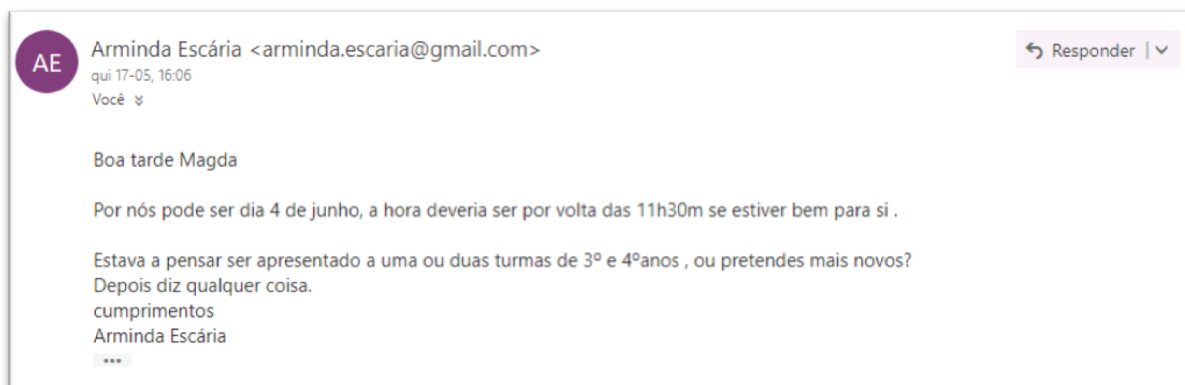 AE
Arminda Escária <arminda.escaria@gmail.com>
Responder
qui 17-05, 16:06
Você
Boa tarde Magda
Por nós pode ser dia 4 de junho, a hora deveria ser por volta das 11h30m se estiver bem para si .
Estava a pensar ser apresentado a uma ou duas turmas de 3º e 4ºanos , ou pretendes mais novos?
Depois diz qualquer coisa.
cumprimentos
Arminda Escária
...